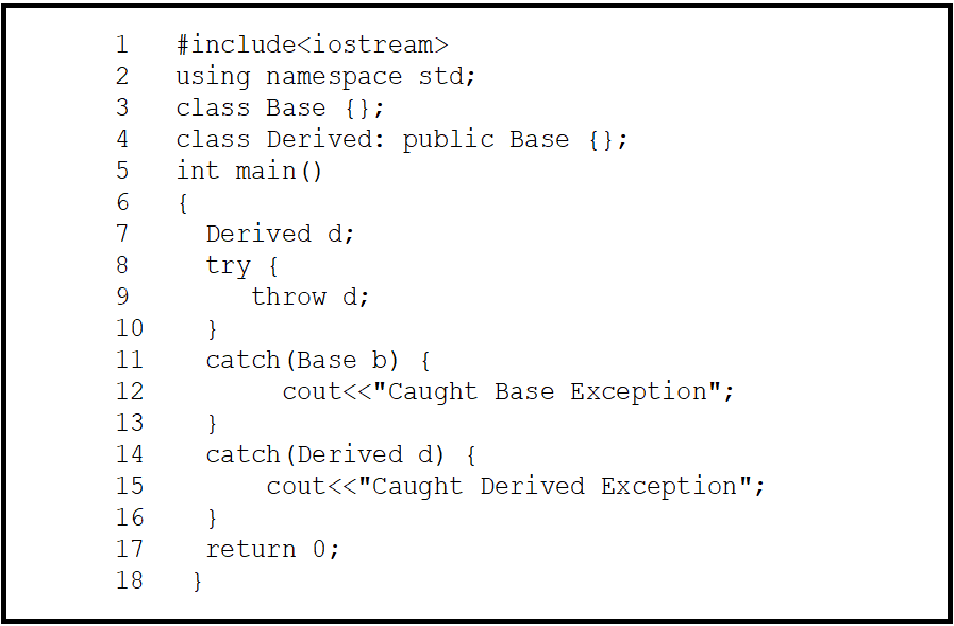 1 #include<iostream>
2 using namespace std;
3 class Base {};
4 class Derived: public Base {};
5 int main()
6 {
7 Derived d;
8 try {
9 throw d;
10 }
11 catch(Base b) {
12 cout<<"Caught Base Exception";
13 }
14 catch(Derived d) {
15 cout<<"Caught Derived Exception";
16 }
17 return 0;
18 }